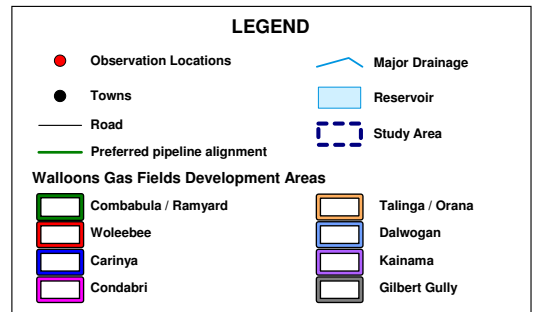 LEGEND
Observation Locations
Towns
Road
Preferred pipeline alignment
Major Drainage
Reservoir
Study Area
Walloons Gas Fields Development Areas
Combabula / Ramyard
Woleebee
Carinya
Condabri
Talinga / Orana
Dalwogan
Kainama
Gilbert Gully